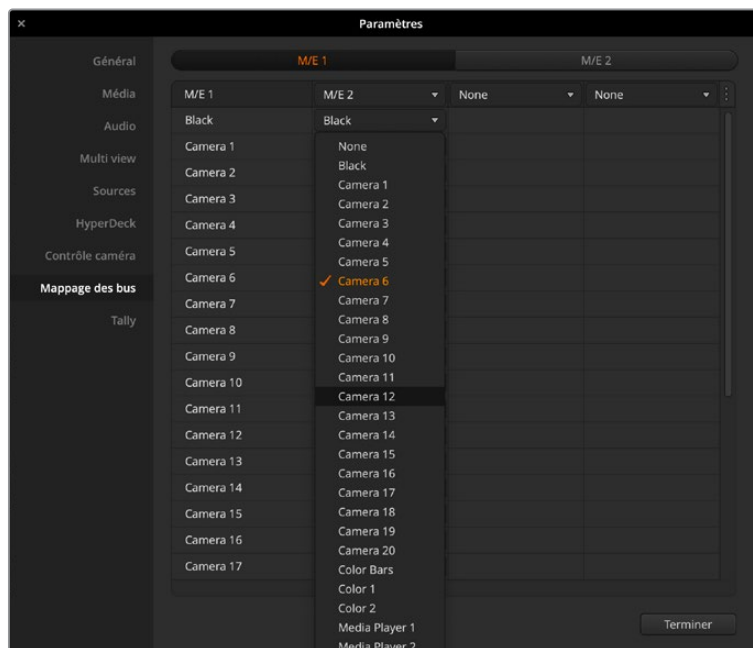 Paramètres
Général
Média
Audio
Multi view
Sources
HyperDeck
Contrôle caméra
Mappage des bus
Tally
M/E 1 M/E 2
M/E 1 M/E 2 None None
Black Black
Camera 1
Camera 2
Camera 3
Camera 4
Camera 5
Camera 6
Camera 7
Camera 8
Camera 9
Camera 10
Camera 11
Camera 12
Camera 13
Camera 14
Camera 15
Camera 16
Camera 17
None
Black
Camera 1
Camera 2
Camera 3
Camera 4
Camera 5
Camera 6
Camera 7
Camera 8
Camera 9
Camera 10
Camera 11
Camera 12
Camera 13
Camera 14
Camera 15
Camera 16
Camera 17
Camera 18
Camera 19
Camera 20
Color Bars
Color 1
Color 2
Media Player 1
Media Player 2
Terminer